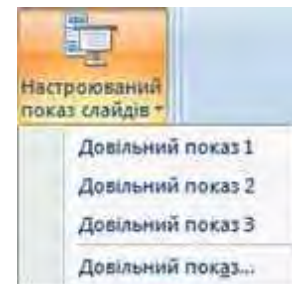 Настроюваний
показ слайдів
Довільний показ 1
Довільний показ 2
Довільний показ 3
Довільний показ...